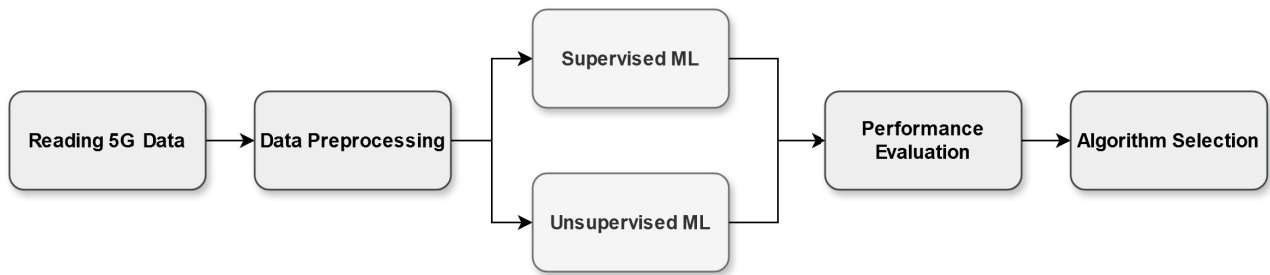 Reading 5G Data
Data Preprocessing
Supervised ML
Unsupervised ML
Performance
Evaluation
Algorithm Selection